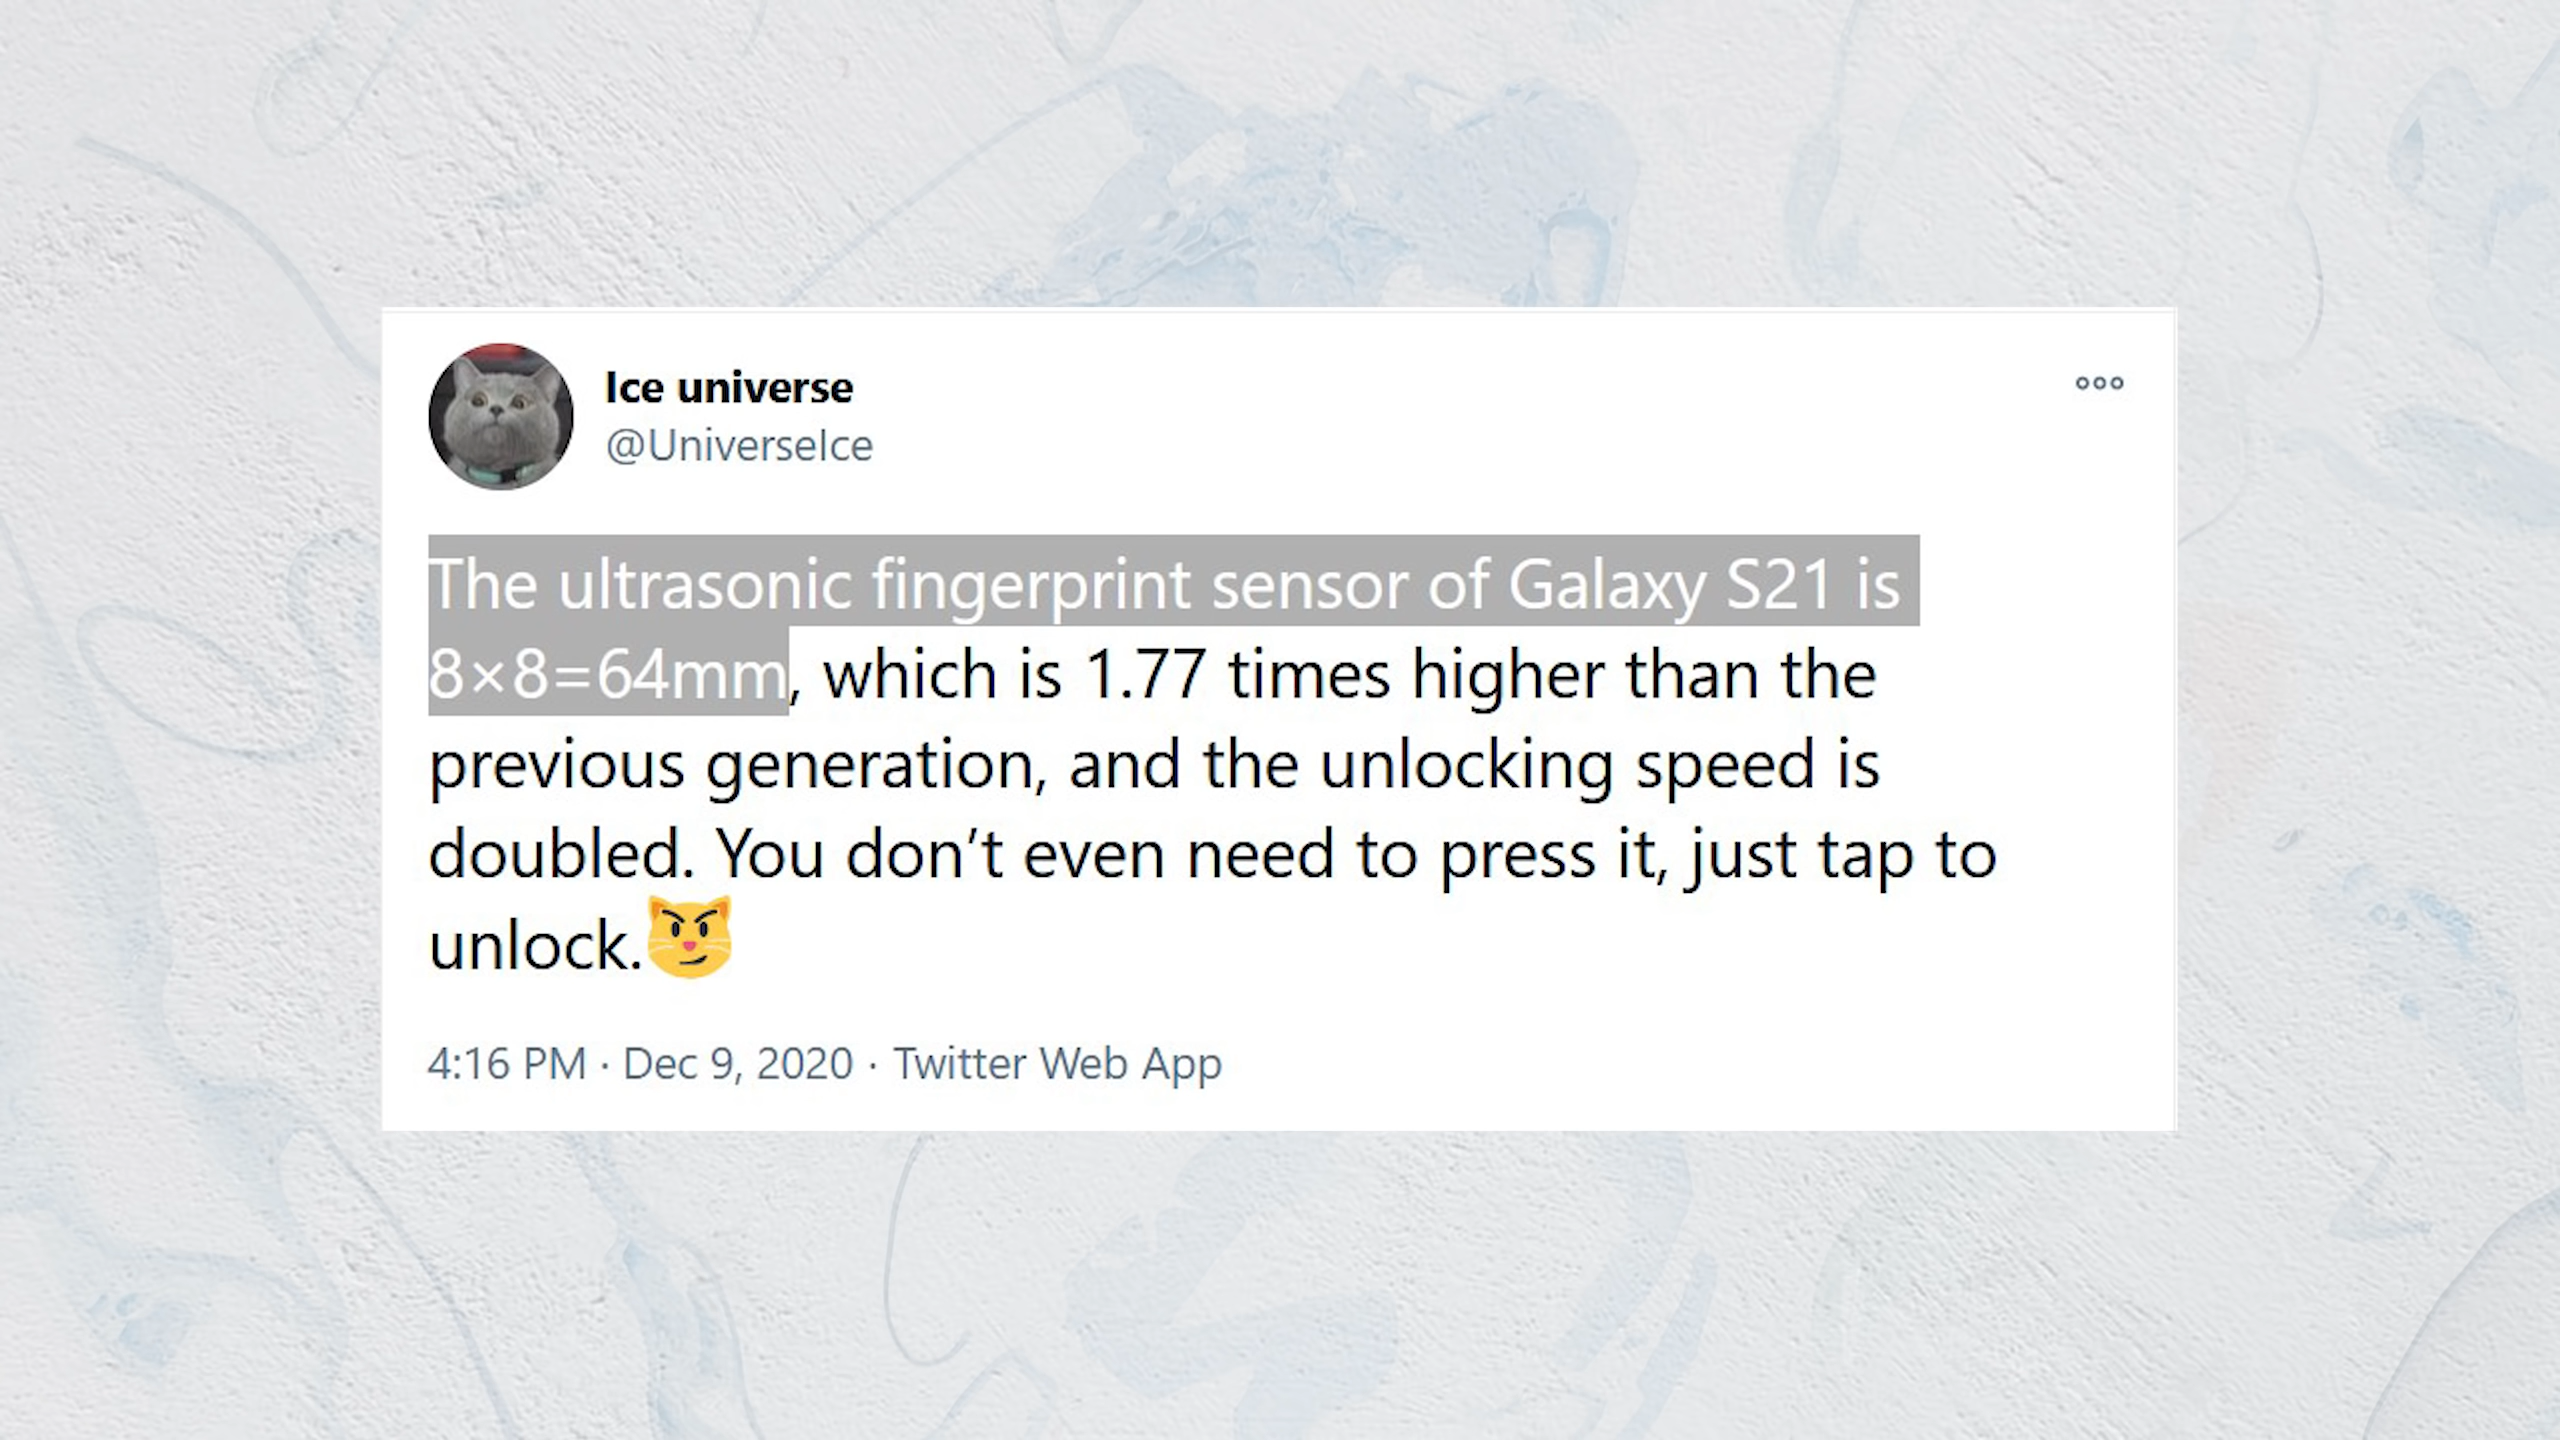 Ice universe
@UniverseIce
The ultrasonic fingerprint sensor of Galaxy S21 is
8×8=64mm, which is 1.77 times higher than the
previous generation, and the unlocking speed is
doubled. You don’t even need to press it, just tap to
unlock.😼
4:16 PM · Dec 9, 2020 · Twitter Web App